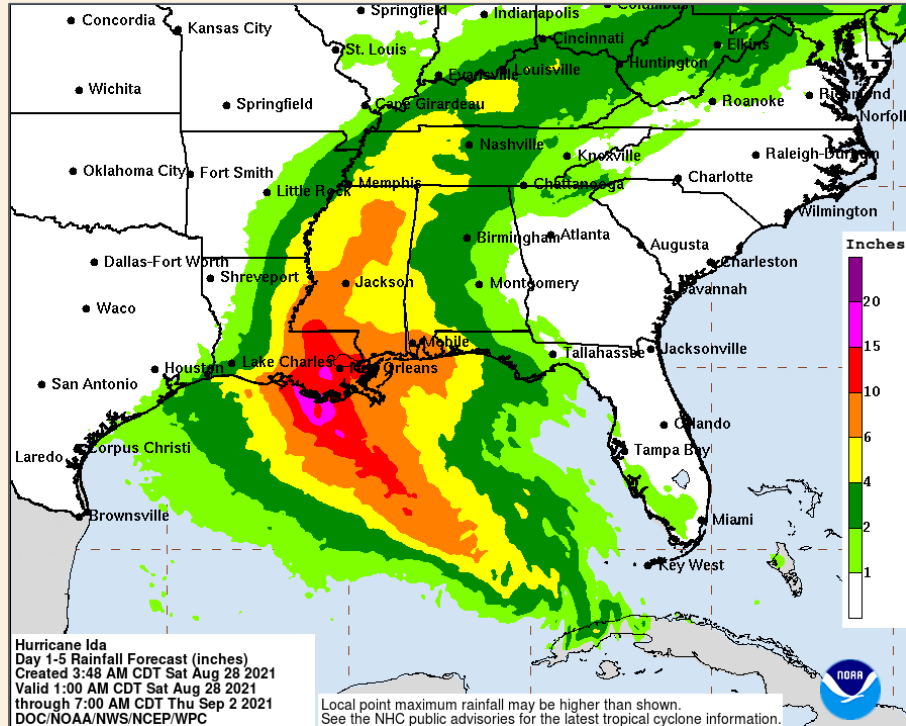 Springfield
Indianapolis
Columbus
Concordia
Kansas City
St. Louis
Cincinnati
Elkins
Louisville
Huntington
Evansville
Wichita
Springfield
Cape Girardeau
Roanoke
Richmond
Norfolk
Nashville
Knoxville
Raleigh-Durham
Oklahoma City
Fort Smith
Little Rock
Memphis
Chattanooga
Charlotte
Wilmington
Birmingham
Atlanta
Augusta
Inches
Dallas-Fort Worth
Shreveport
Jackson
Montgomery
Charleston
Savannah
20
Waco
15
Mobile
Tallahassee
Jacksonville
Houston
Lake Charles
New Orleans
San Antonio
10
Orlando
6
Laredo
Corpus Christi
Tampa Bay
4
Brownsville
Miami
2
Key West
1
Hurricane Ida
Day 1-5 Rainfall Forecast (inches)
Created 3:48 AM CDT Sat Aug 28 2021
Valid 1:00 AM CDT Sat Aug 28 2021
through 7:00 AM CDT Thu Sep 2 2021
DOC/NOAA/NWS/NCEP/WPC
Local point maximum rainfall may be higher than shown.
See the NHC public advisories for the latest tropical cyclone information.
NOAA